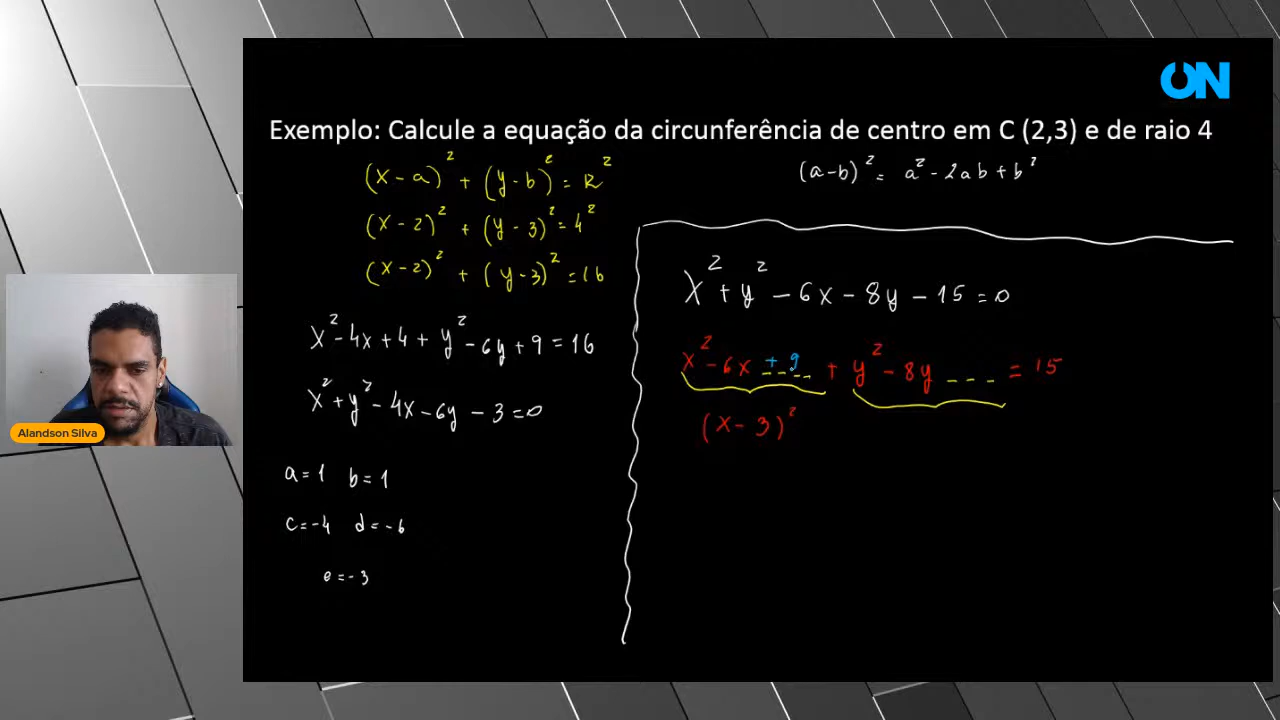 ON
Exemplo: Calcule a equação da circunferência de centro em C (2,3) e de raio 4
(x-a)² + (y-b)² = R²
(x-2)² + (y-3)² = 4²
(x-2)² + (y-3)² = 16
x² - 4x + 4 + y² - 6y + 9 = 16
x² + y² - 4x - 6y - 3 = 0
a = 1 b = 1
c = -4 d = -6
e = -3
(a-b)² = a² - 2ab + b²
x² + y² - 6x - 8y - 15 = 0
x² - 6x + 9 + y² - 8y _ _ _ = 15
(x - 3)²
Alandson Silva